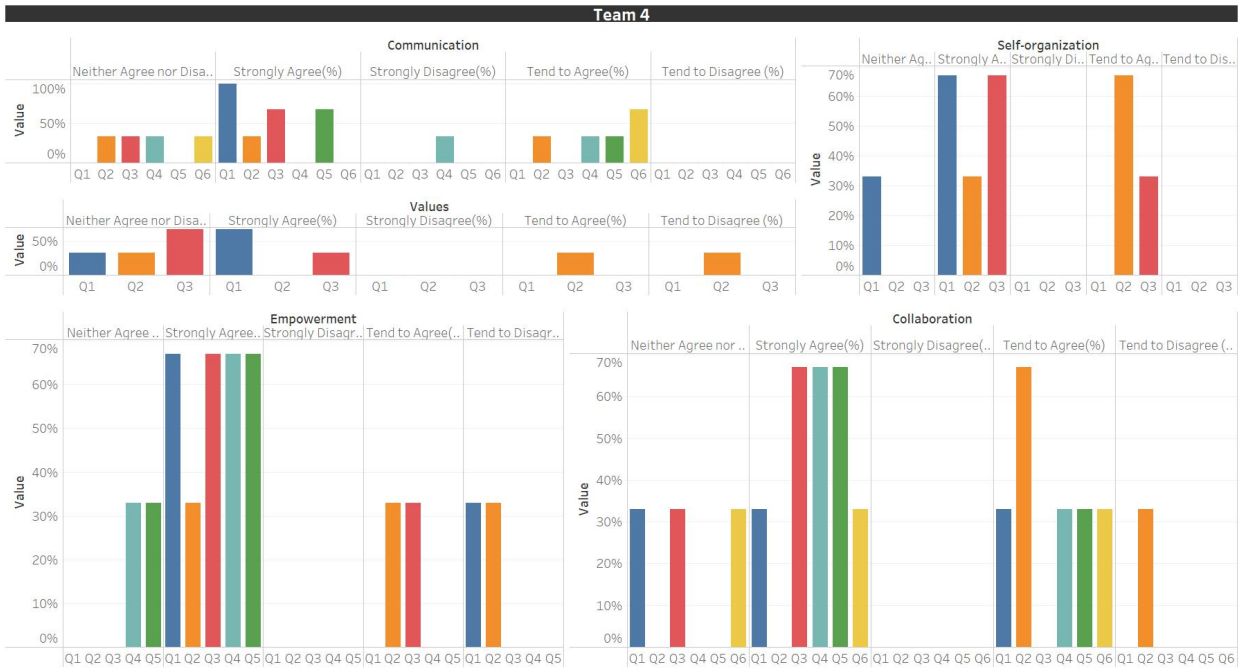 Team 4
Communication
Neither Agree nor Disa.. Strongly Agree(%) Strongly Disagree(%) Tend to Agree(%) Tend to Disagree (%)
100%
50%
0%
Value
Q1 Q2 Q3 Q4 Q5 Q6 Q1 Q2 Q3 Q4 Q5 Q6 Q1 Q2 Q3 Q4 Q5 Q6 Q1 Q2 Q3 Q4 Q5 Q6 Q1 Q2 Q3 Q4 Q5 Q6
Values
Neither Agree nor Disa.. Strongly Agree(%) Strongly Disagree(%) Tend to Agree(%) Tend to Disagree (%)
50%
0%
Value
Q1 Q2 Q3 Q1 Q2 Q3 Q1 Q2 Q3 Q1 Q2 Q3 Q1 Q2 Q3
Self-organization
Neither Ag.. Strongly A.. Strongly Di.. Tend to Ag.. Tend to Dis..
70%
60%
50%
40%
30%
20%
10%
0%
Value
Q1 Q2 Q3 Q1 Q2 Q3 Q1 Q2 Q3 Q1 Q2 Q3 Q1 Q2 Q3
Empowerment
Neither Agree .. Strongly Agree.. Strongly Disagr.. Tend to Agree(.. Tend to Disagr..
70%
60%
50%
40%
30%
20%
10%
0%
Value
Q1 Q2 Q3 Q4 Q5 Q1 Q2 Q3 Q4 Q5 Q1 Q2 Q3 Q4 Q5 Q1 Q2 Q3 Q4 Q5 Q1 Q2 Q3 Q4 Q5
Collaboration
Neither Agree nor .. Strongly Agree(%) Strongly Disagree(.. Tend to Agree(%) Tend to Disagree (..
70%
60%
50%
40%
30%
20%
10%
0%
Value
Q1 Q2 Q3 Q4 Q5 Q6 Q1 Q2 Q3 Q4 Q5 Q6 Q1 Q2 Q3 Q4 Q5 Q6 Q1 Q2 Q3 Q4 Q5 Q6 Q1 Q2 Q3 Q4 Q5 Q6